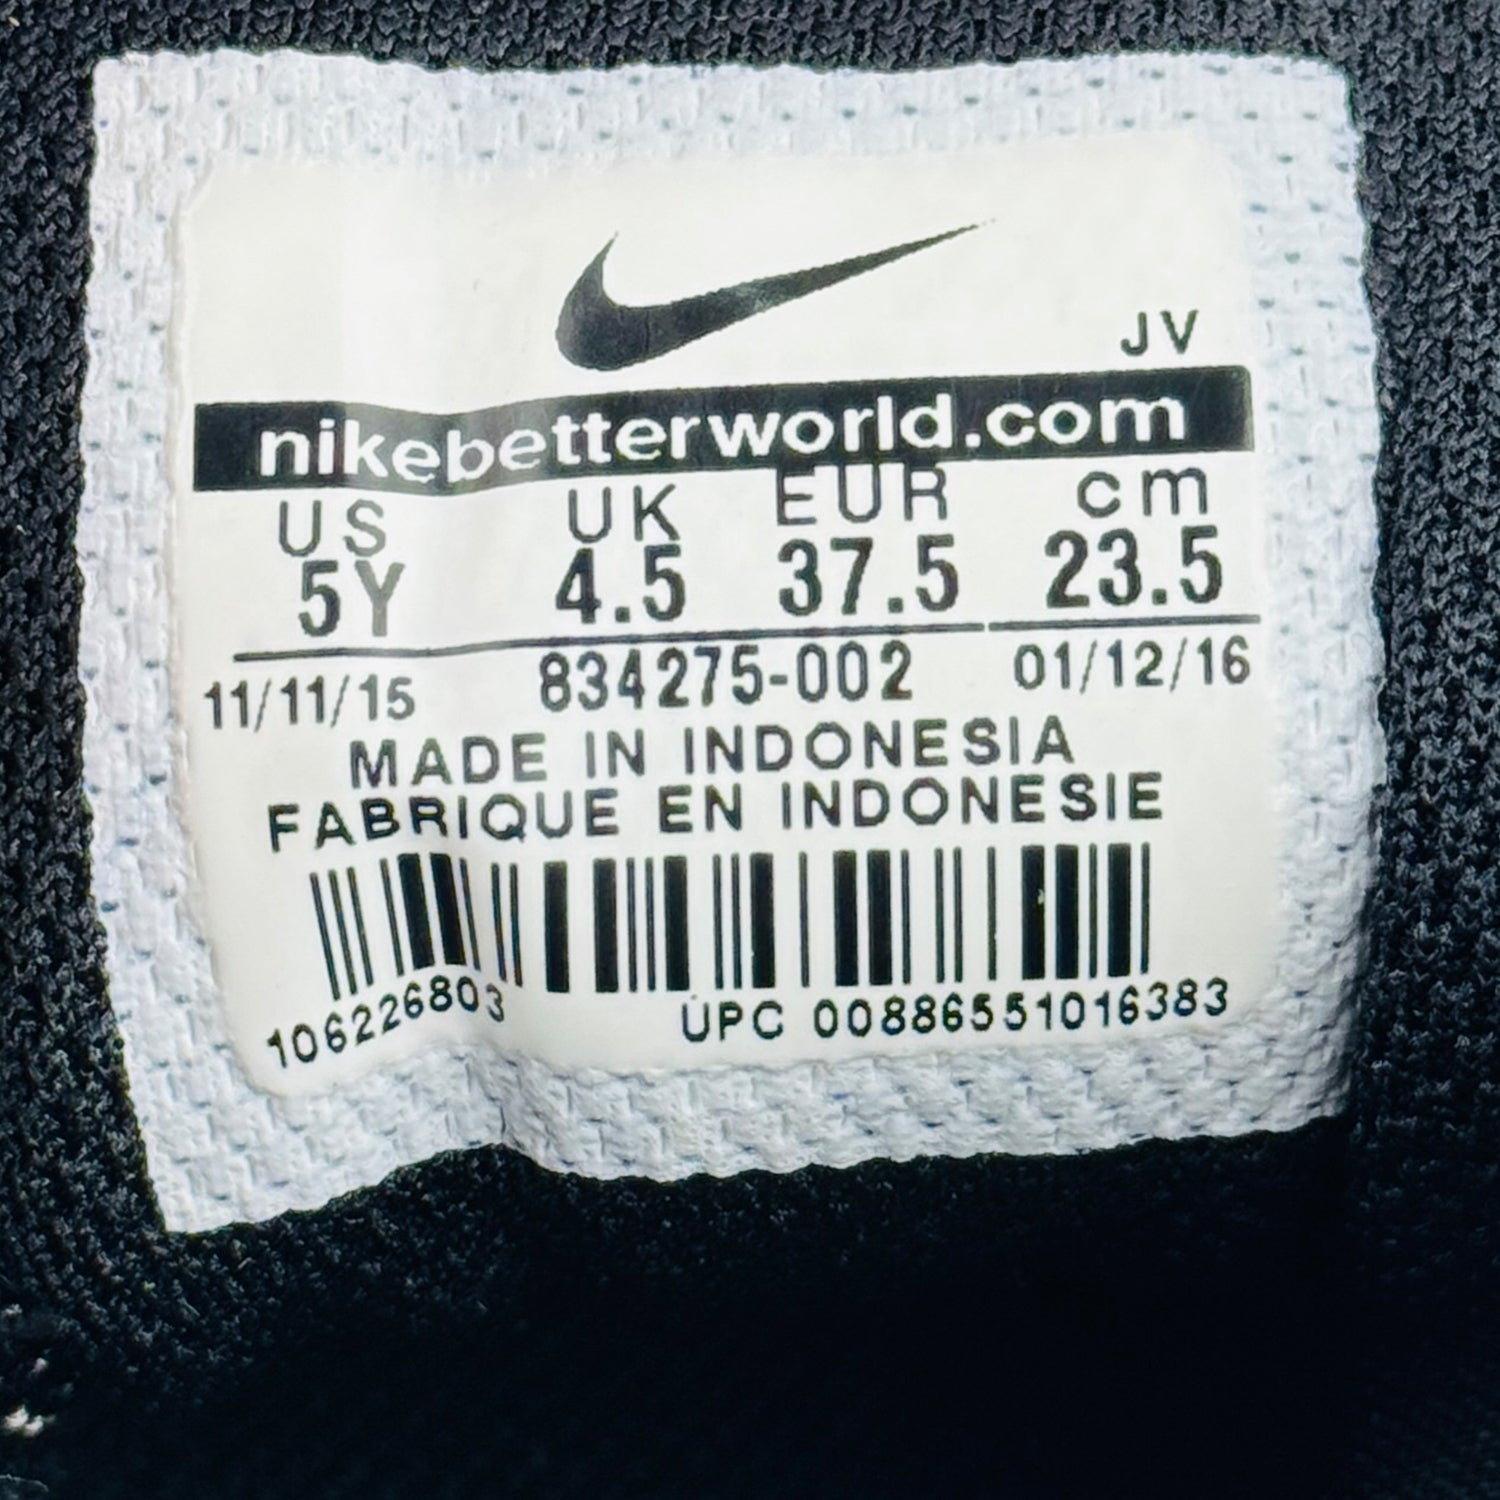 JV
nikebetterworld.com
US UK EUR cm
5Y 4.5 37.5 23.5
11/11/15 834275-002 01/12/16
MADE IN INDONESIA
FABRIQUE EN INDONESIE
106226803 UPC 00886551016383